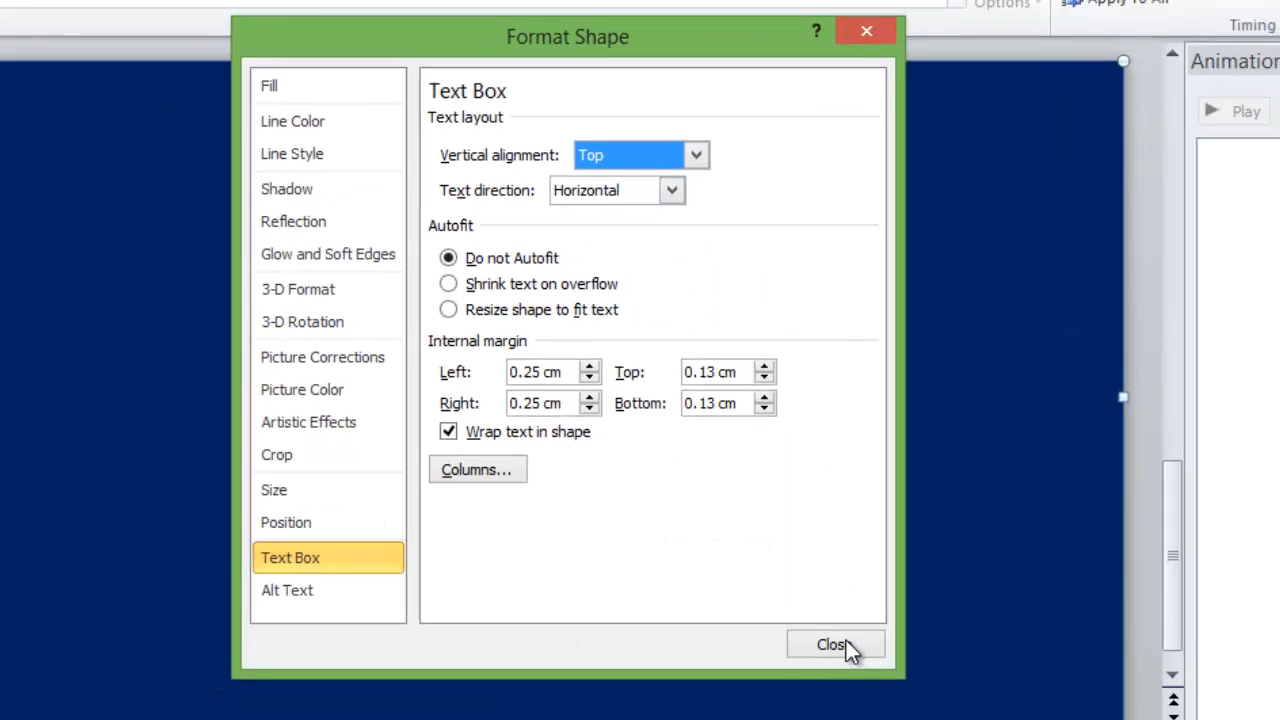 Options
Apply To All
Timing
Format Shape
?
Animation
Play
Fill
Line Color
Line Style
Shadow
Reflection
Glow and Soft Edges
3-D Format
3-D Rotation
Picture Corrections
Picture Color
Artistic Effects
Crop
Size
Position
Text Box
Alt Text
Text Box
Text layout
Vertical alignment: Top
Text direction: Horizontal
Autofit
Do not Autofit
Shrink text on overflow
Resize shape to fit text
Internal margin
Left: 0.25 cm Top: 0.13 cm
Right: 0.25 cm Bottom: 0.13 cm
Wrap text in shape
Columns...
Close